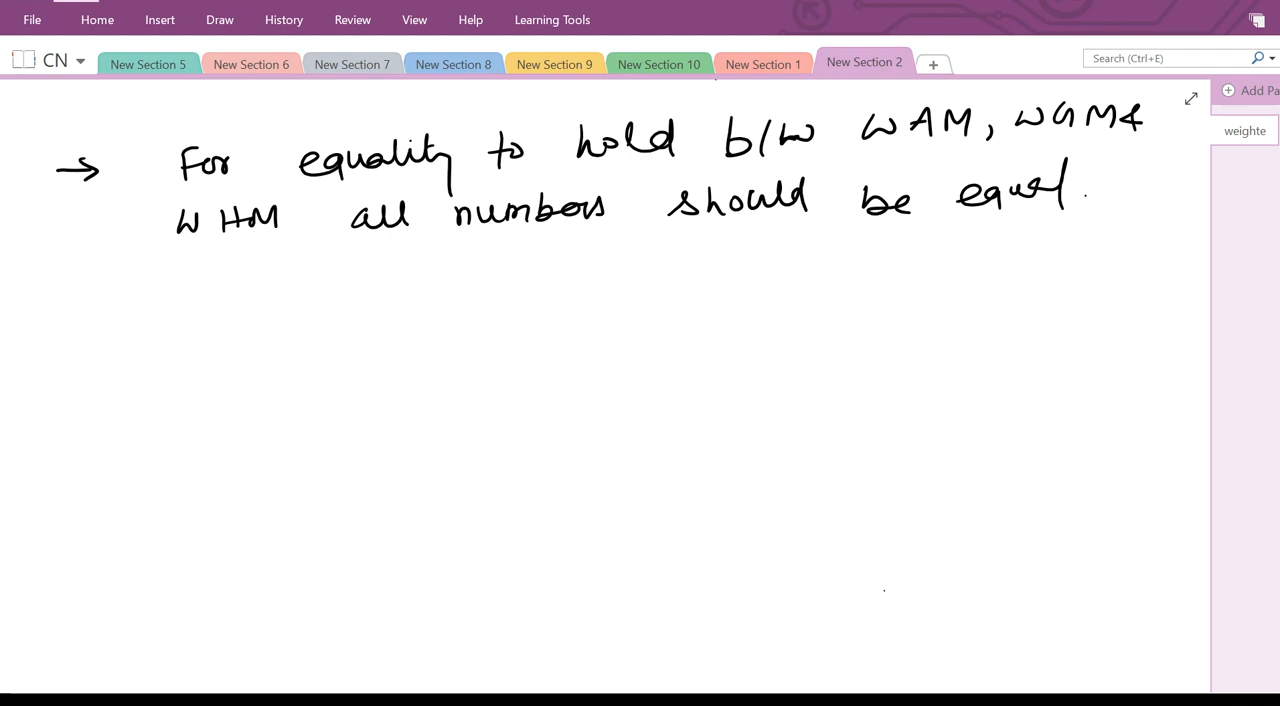 File Home Insert Draw History Review View Help Learning Tools
CN New Section 5 New Section 6 New Section 7 New Section 8 New Section 9 New Section 10 New Section 1 New Section 2 + Search (Ctrl+E)
Add Pa
weighte
→ For equality to hold b/w WAM, WGM &
WHM all numbers should be equal.